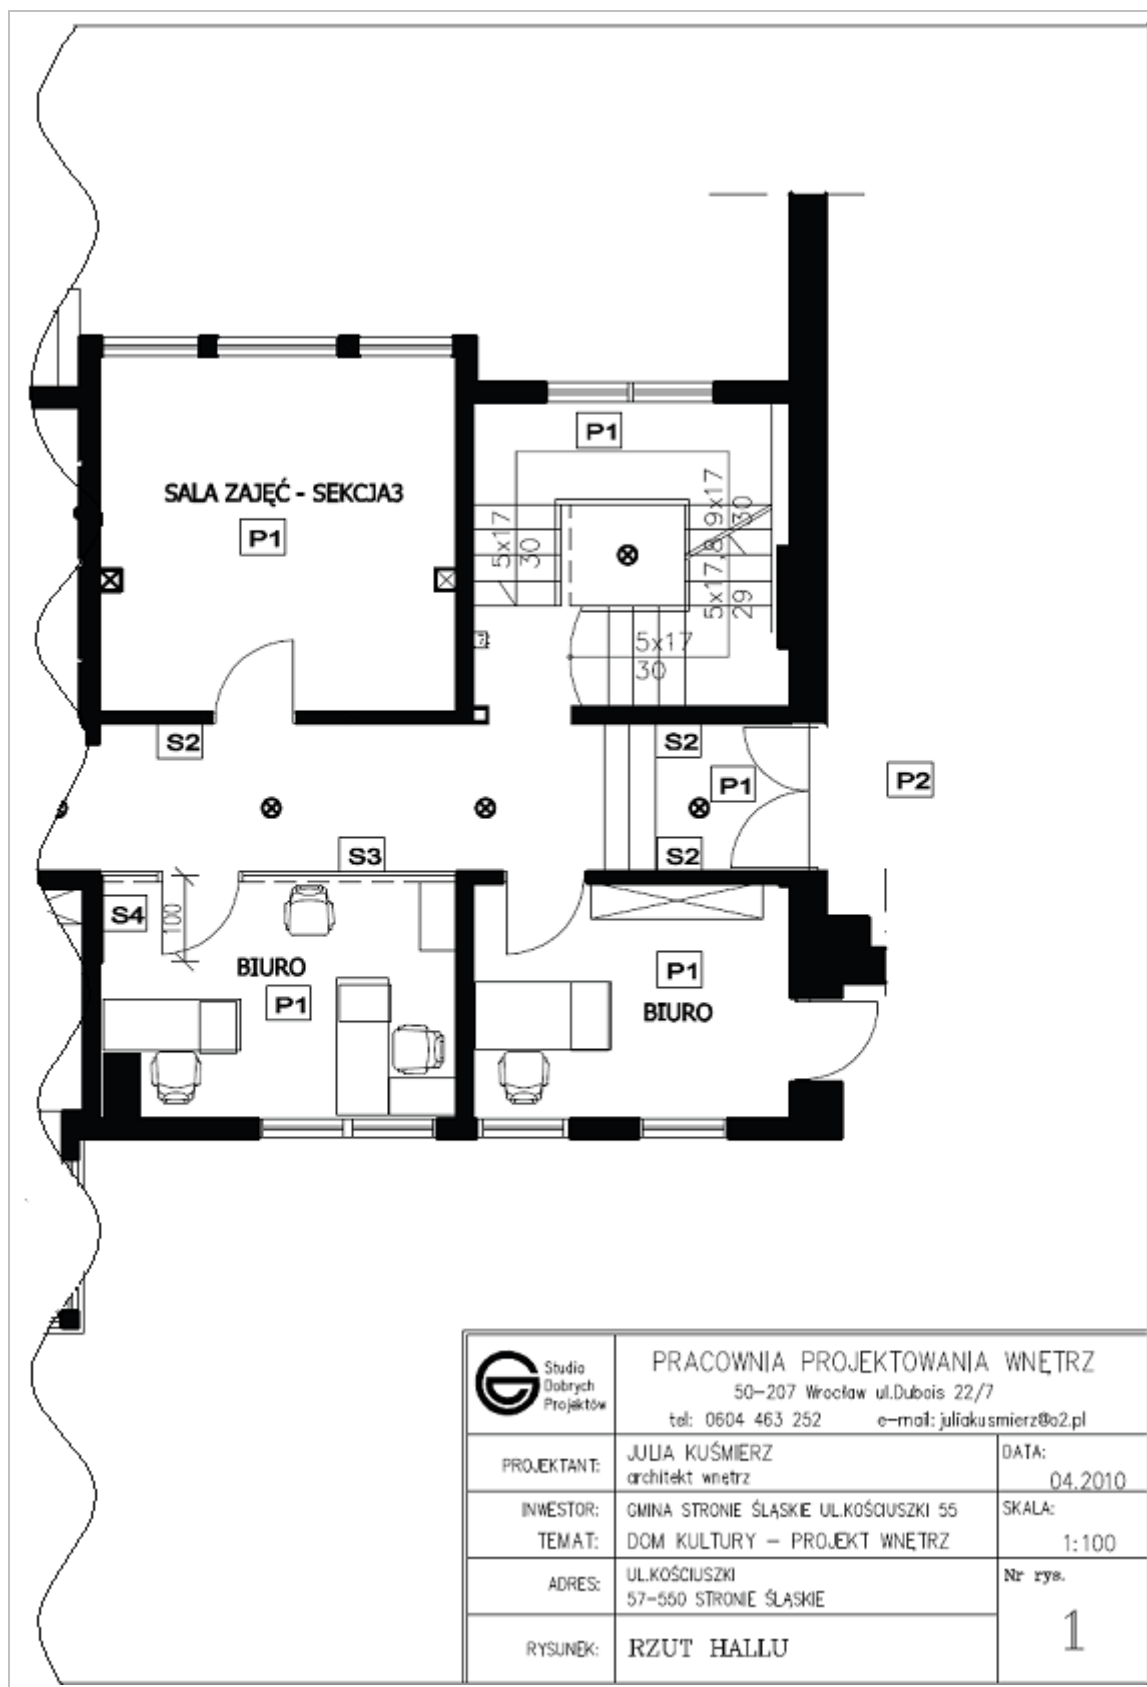 P1
SALA ZAJĘĆ - SEKCJA3
P1
5x17
30
5x17,8
29
9x17
30
5x17
30
S2
S2
P1
P2
S3
S2
S4
100
BIURO
P1
P1
BIURO
Studio
Dobrych
Projektów
PRACOWNIA PROJEKTOWANIA WNĘTRZ
50-207 Wrocław ul.Dubois 22/7
tel: 0604 463 252 e-mail: juliakusmierz@o2.pl
PROJEKTANT: JULIA KUŚMIERZ
architekt wnętrz
DATA:
04.2010
INWESTOR: GMINA STRONIE ŚLĄSKIE UL.KOŚCIUSZKI 55
TEMAT: DOM KULTURY – PROJEKT WNĘTRZ
SKALA:
1:100
ADRES: UL.KOŚCIUSZKI
57-550 STRONIE ŚLĄSKIE
Nr rys.
1
RYSUNEK: RZUT HALLU